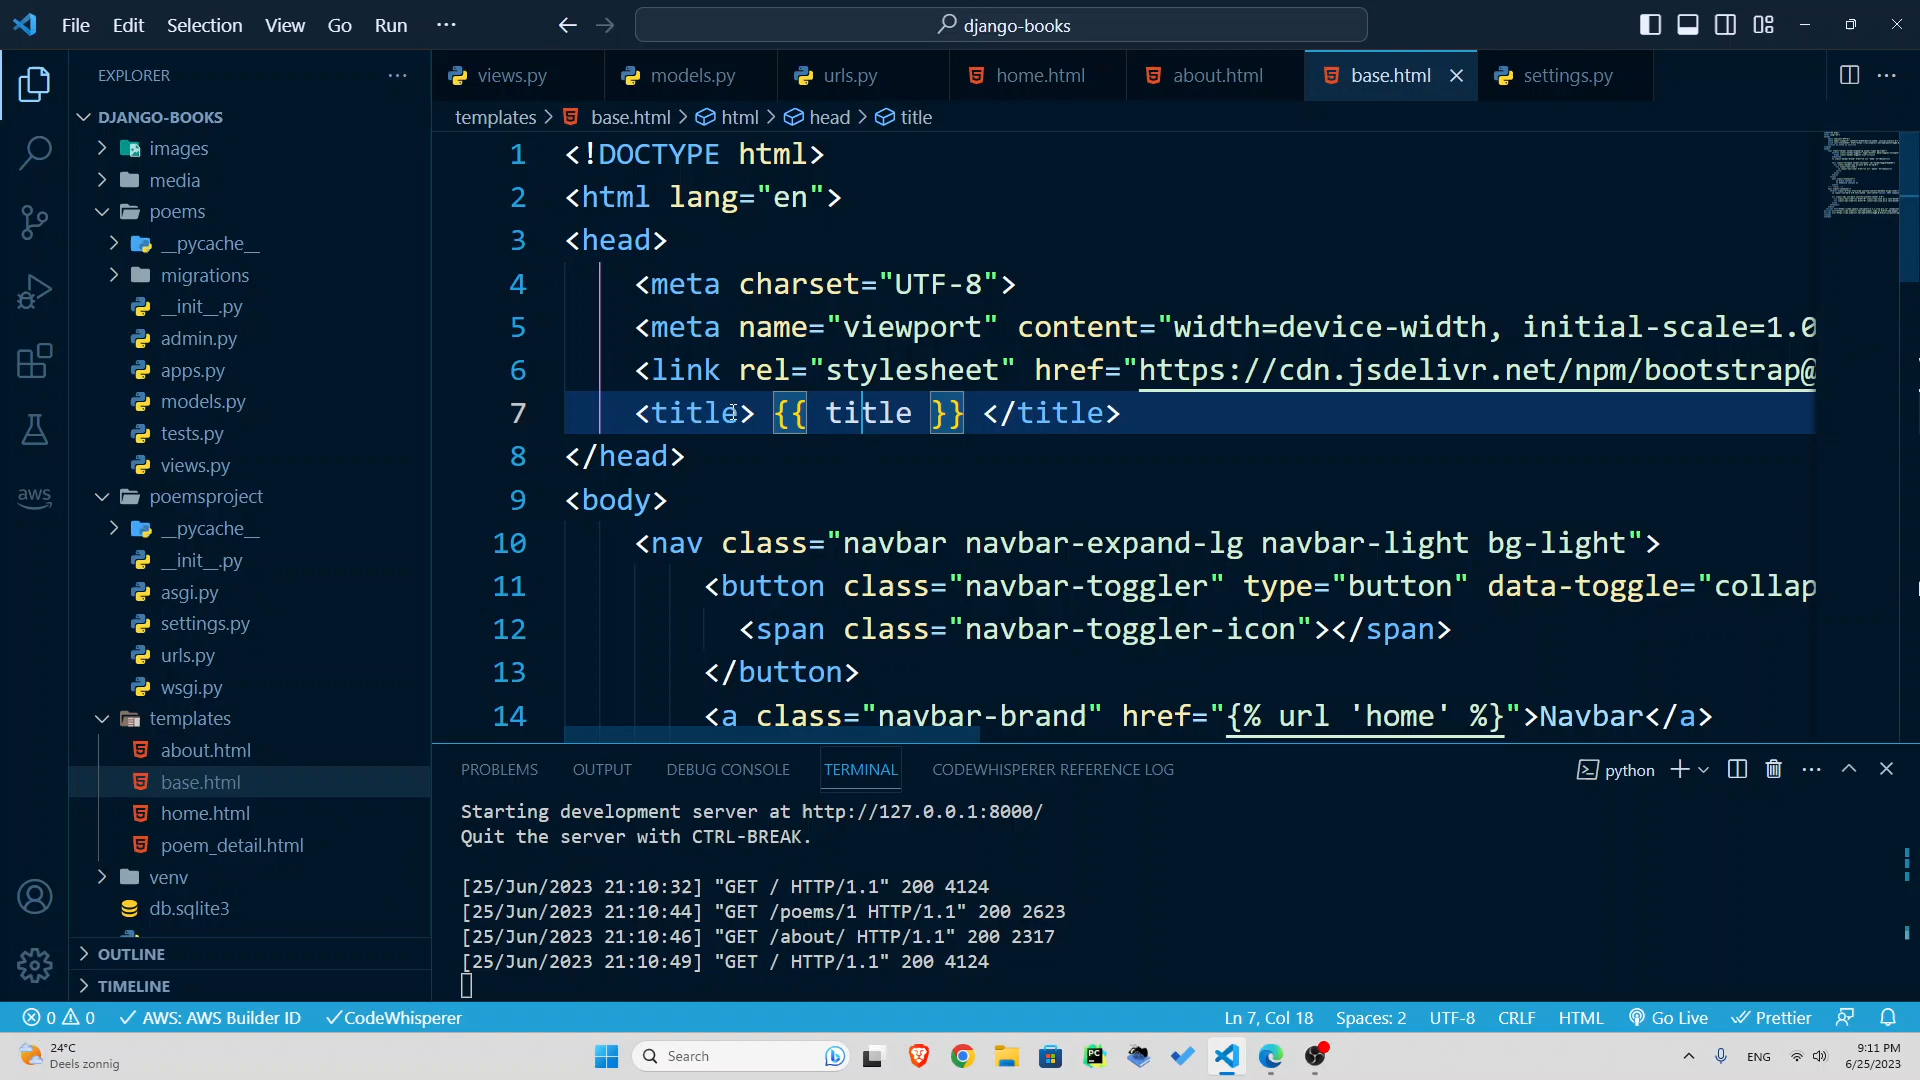 File Edit Selection View Go Run ···
django-books
EXPLORER
views.py models.py urls.py home.html about.html base.html settings.py
templates > base.html > html > head > title
DJANGO-BOOKS
images
media
poems
__pycache__
migrations
__init__.py
admin.py
apps.py
models.py
tests.py
views.py
poemsproject
__pycache__
__init__.py
asgi.py
settings.py
urls.py
wsgi.py
templates
about.html
base.html
home.html
poem_detail.html
venv
db.sqlite3
OUTLINE
TIMELINE
aws
1 <!DOCTYPE html>
2 <html lang="en">
3 <head>
4 <meta charset="UTF-8">
5 <meta name="viewport" content="width=device-width, initial-scale=1.0
6 <link rel="stylesheet" href="https://cdn.jsdelivr.net/npm/bootstrap@
7 <title> {{ title }} </title>
8 </head>
9 <body>
10 <nav class="navbar navbar-expand-lg navbar-light bg-light">
11 <button class="navbar-toggler" type="button" data-toggle="collap
12 <span class="navbar-toggler-icon"></span>
13 </button>
14 <a class="navbar-brand" href="{% url 'home' %}">Navbar</a>
PROBLEMS OUTPUT DEBUG CONSOLE TERMINAL CODEWHISPERER REFERENCE LOG
python
Starting development server at http://127.0.0.1:8000/
Quit the server with CTRL-BREAK.
[25/Jun/2023 21:10:32] "GET / HTTP/1.1" 200 4124
[25/Jun/2023 21:10:44] "GET /poems/1 HTTP/1.1" 200 2623
[25/Jun/2023 21:10:46] "GET /about/ HTTP/1.1" 200 2317
[25/Jun/2023 21:10:49] "GET / HTTP/1.1" 200 4124
0 0 AWS: AWS Builder ID CodeWhisperer Ln 7, Col 18 Spaces: 2 UTF-8 CRLF HTML Go Live Prettier
24°C
Deels zonnig
Search
PC
ENG
9:11 PM
6/25/2023